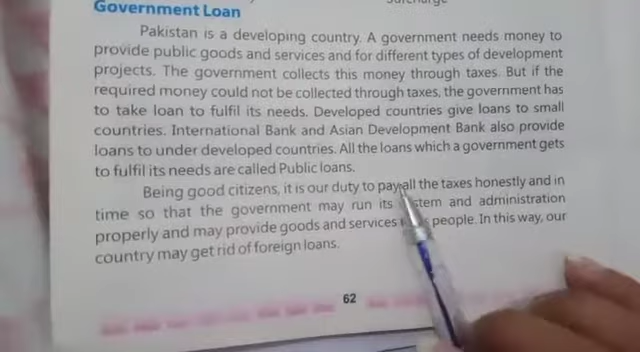 Government Loan
Pakistan is a developing country. A government needs money to
provide public goods and services and for different types of development
projects. The government collects this money through taxes. But if the
required money could not be collected through taxes, the government has
to take loan to fulfil its needs. Developed countries give loans to small
countries. International Bank and Asian Development Bank also provide
loans to under developed countries. All the loans which a government gets
to fulfil its needs are called Public loans.
Being good citizens, it is our duty to pay all the taxes honestly and in
time so that the government may run its and administration
properly and may provide goods and services people. In this way, our
country may get rid of foreign loans.
62